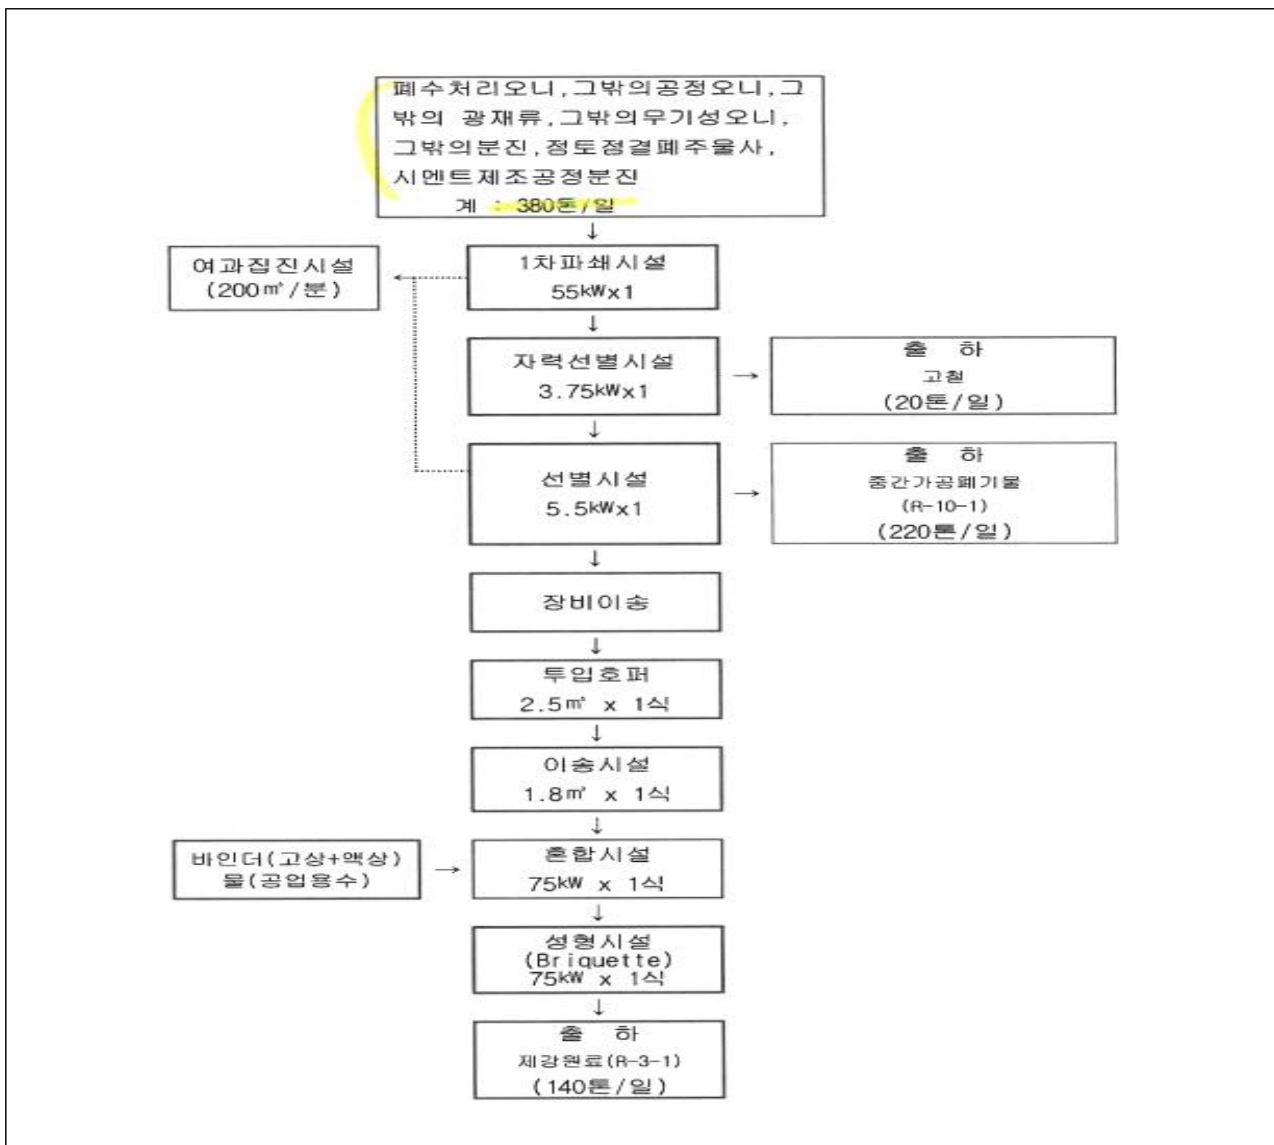 폐수처리오니,그밖의공정오니,그
밖의 광재류,그밖의무기성오니,
그밖의분진,점토점결폐주물사,
시멘트제조공정분진
계 : 380톤/일
↓
여과집진시설
(200㎥/분)
1차파쇄시설
55kWx1
↓
자력선별시설
3.75kWx1
→
출 하
고철
(20톤/일)
↓
선별시설
5.5kWx1
→
출 하
중간가공폐기물
(R-10-1)
(220톤/일)
↓
장비이송
↓
투입호퍼
2.5㎥ x 1식
↓
이송시설
1.8㎥ x 1식
↓
바인더(고상+액상)
물(공업용수)
→
혼합시설
75kW x 1식
↓
성형시설
(Briquette)
75kW x 1식
↓
출 하
제강원료(R-3-1)
(140톤/일)